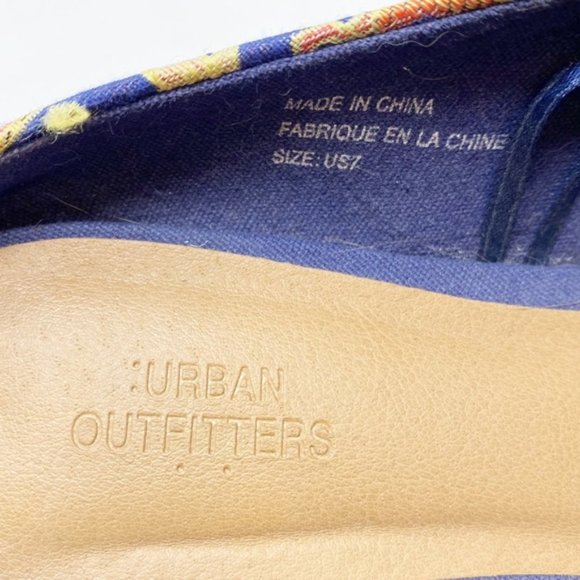 MADE IN CHINA
FABRIQUE EN LA CHINE
SIZE: US7
:URBAN
OUTFITTERS